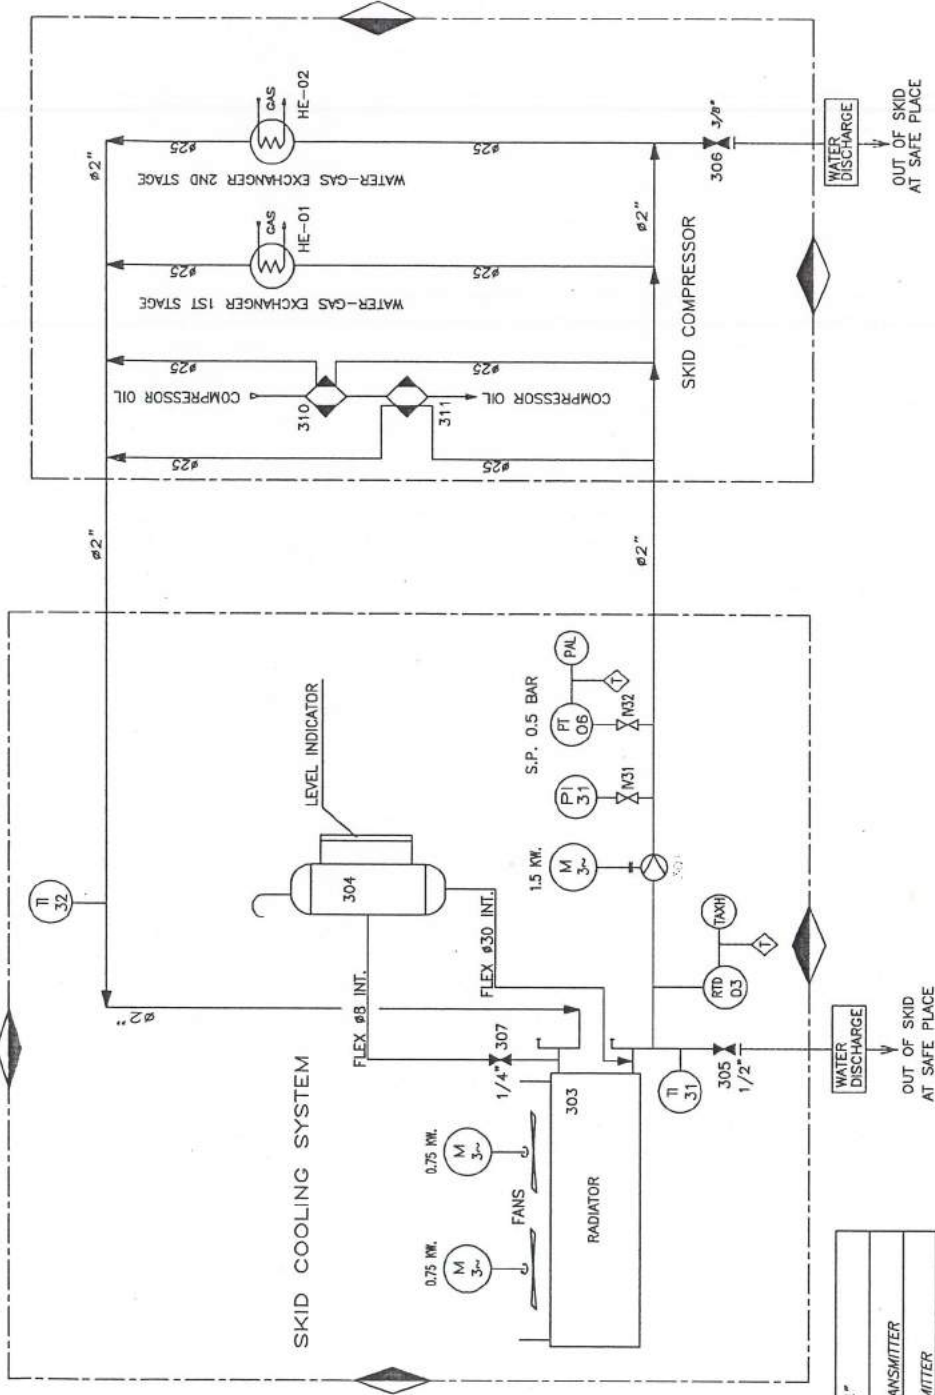 SKID COOLING SYSTEM
0.75 KW.
M
3~
0.75 KW.
M
3~
FANS
RADIATOR
303
1/4"
307
FLEX ø8 INT.
FLEX ø30 INT.
304
LEVEL INDICATOR
TI
32
ø2"
ø2"
TI
31
305
1/2"
WATER
DISCHARGE
OUT OF SKID
AT SAFE PLACE
RTD
03
TAXH
T
1.5 KW.
M
3~
PI
31
IV31
S.P. 0.5 BAR
PT
06
IV32
PAL
T
ø2"
SKID COMPRESSOR
ø25
ø25
ø25
ø25
COMPRESSOR OIL
310
311
COMPRESSOR OIL
WATER-GAS EXCHANGER 1ST STAGE
ø25
GAS
HE-01
ø25
WATER-GAS EXCHANGER 2ND STAGE
ø25
GAS
HE-02
ø25
ø2"
ø2"
306
3/8"
WATER
DISCHARGE
OUT OF SKID
AT SAFE PLACE